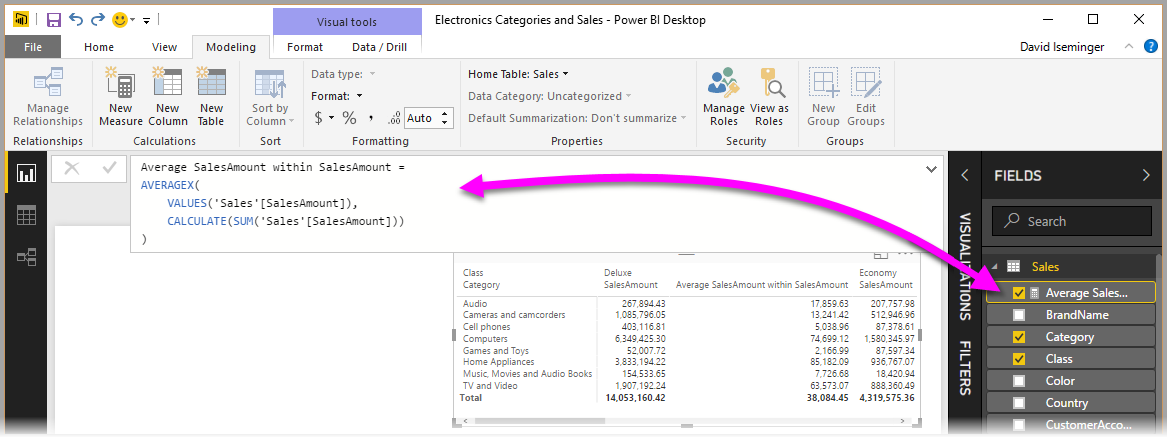 Visual tools
Electronics Categories and Sales - Power BI Desktop
File Home View Modeling Format Data / Drill David Iseminger
Manage Relationships
New Measure
New Column
New Table
Sort by Column
Data type:
Format:
$ % , .00 Auto
Home Table: Sales
Data Category: Uncategorized
Default Summarization: Don't summarize
Manage Roles
View as Roles
New Group
Edit Groups
Relationships Calculations Sort Formatting Properties Security Groups
Average SalesAmount within SalesAmount =
AVERAGEX(
VALUES('Sales'[SalesAmount]),
CALCULATE(SUM('Sales'[SalesAmount]))
)
Class Deluxe Economy
Category SalesAmount Average SalesAmount within SalesAmount SalesAmount
Audio 267,894.43 17,859.63 207,757.98
Cameras and camcorders 1,085,796.05 13,241.42 512,946.96
Cell phones 403,116.81 5,038.96 87,378.61
Computers 6,349,425.30 74,699.12 1,580,345.97
Games and Toys 52,007.72 2,166.99 87,597.34
Home Appliances 3,833,194.22 85,182.09 936,767.07
Music, Movies and Audio Books 154,533.65 7,726.68 18,420.94
TV and Video 1,907,192.24 63,573.07 888,360.49
Total 14,053,160.42 38,084.45 4,319,575.36
VISUALIZATIONS
FILTERS
FIELDS
Search
Sales
Average Sales...
BrandName
Category
Class
Color
Country
CustomerAcco...